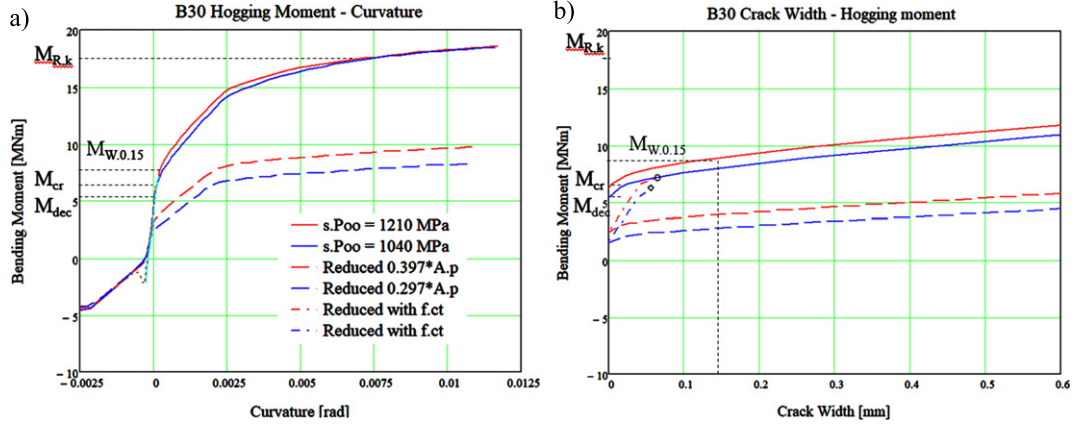 a)
B30 Hogging Moment - Curvature
Bending Moment [MNm]
20
15
10
5
0
− 5
− 10
M_R.k
M_W.0.15
M_cr
M_dec
s.Poo = 1210 MPa
s.Poo = 1040 MPa
Reduced 0.397*A.p
Reduced 0.297*A.p
Reduced with f.ct
Reduced with f.ct
− 0.0025 0 0.0025 0.005 0.0075 0.01 0.0125
Curvature [rad]
b)
B30 Crack Width - Hogging moment
Bending Moment [MNm]
20
15
10
5
0
− 5
− 10
M_R.k
M_W.0.15
M_cr
M_dec
0 0.1 0.2 0.3 0.4 0.5 0.6
Crack Width [mm]